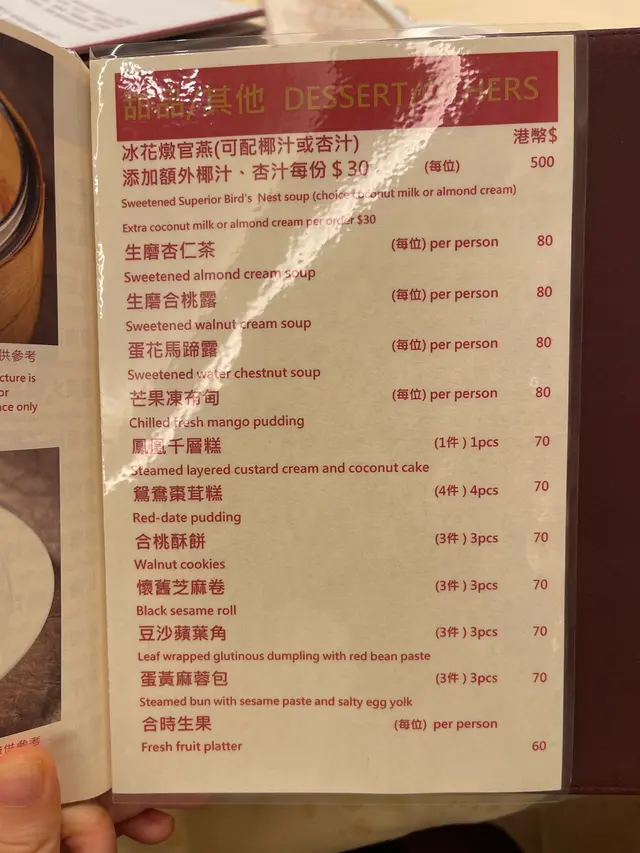 甜品/其他 DESSERT/OTHERS
港幣$
冰花燉官燕(可配椰汁或杏汁)
添加額外椰汁、杏汁每份 $ 30 (每位) 500
Sweetened Superior Bird's Nest soup (choice coconut milk or almond cream)
Extra coconut milk or almond cream per order $30
生磨杏仁茶 (每位) per person 80
Sweetened almond cream soup
生磨合桃露 (每位) per person 80
Sweetened walnut cream soup
蛋花馬蹄露 (每位) per person 80
Sweetened water chestnut soup
芒果凍布甸 (每位) per person 80
Chilled fresh mango pudding
鳳凰千層糕 (1件 ) 1pcs 70
Steamed layered custard cream and coconut cake
鴛鴦棗茸糕 (4件 ) 4pcs 70
Red-date pudding
合桃酥餅 (3件 ) 3pcs 70
Walnut cookies
懷舊芝麻卷 (3件 ) 3pcs 70
Black sesame roll
豆沙蘋葉角 (3件 ) 3pcs 70
Leaf wrapped glutinous dumpling with red bean paste
蛋黃麻蓉包 (3件 ) 3pcs 70
Steamed bun with sesame paste and salty egg yolk
合時生果 (每位) per person
Fresh fruit platter 60
供參考
cture is
or
nce only
供參考